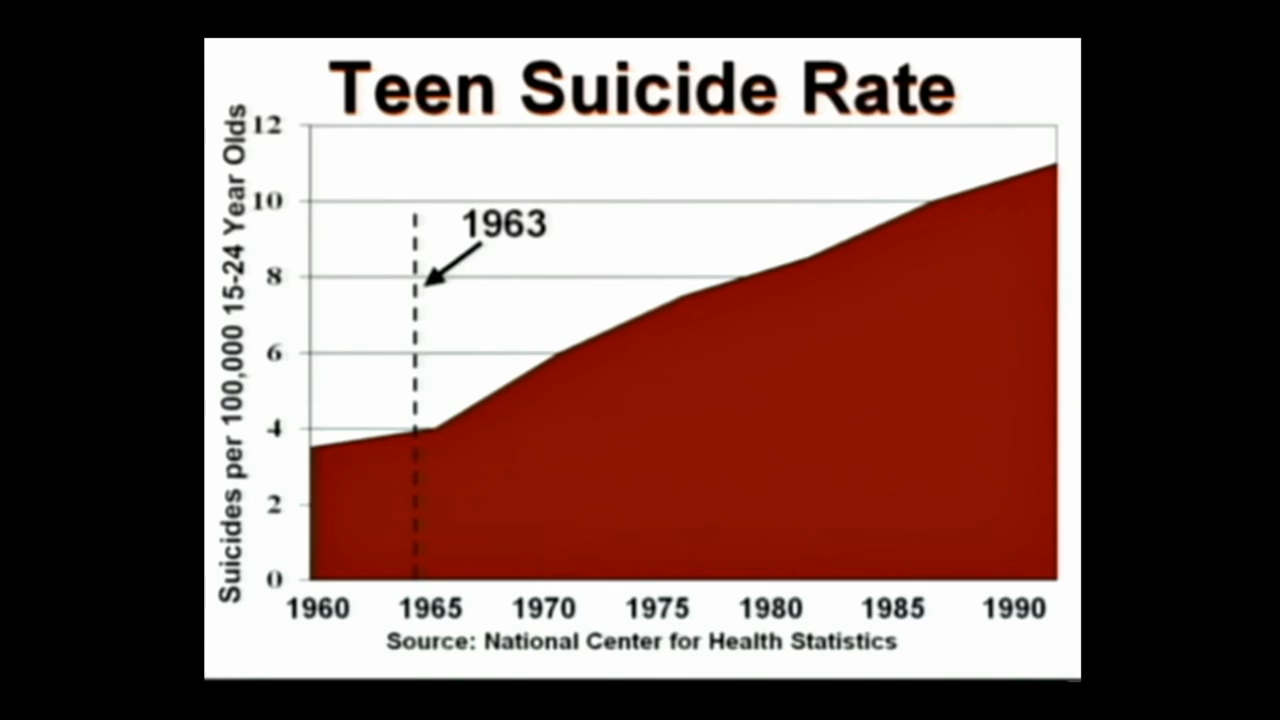 Teen Suicide Rate
Suicides per 100,000 15-24 Year Olds
12
10
8
6
4
2
0
1963
1960 1965 1970 1975 1980 1985 1990
Source: National Center for Health Statistics